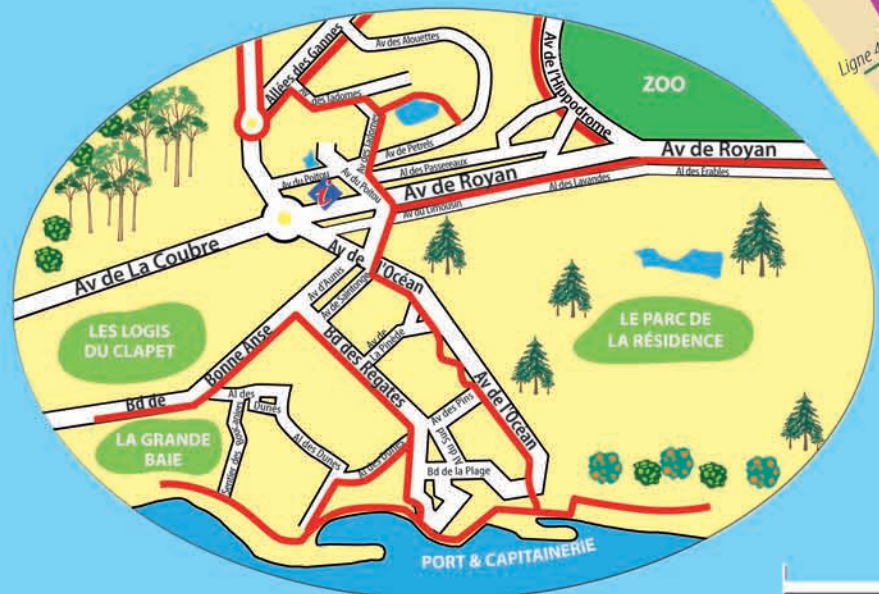 Ligne 4
Allées des Gannes
Av des Alouettes
Av de l'Hippodrome
ZOO
Av des Tadornes
Av des Tadornes
Av de Petrels
Av de Royan
Al des Passereaux
Av du Poitou
i
Av du Poitou
Av de Royan
Al des Lavandes
Al des Erables
Av du Limousin
Av de La Coubre
Av de l'Océan
Av d'Aunis
Av de Saintonge
LES LOGIS
DU CLAPET
LE PARC DE
LA RÉSIDENCE
Bd de Bonne Anse
Bd des Régates
Av de
La Pinède
Av de l'Océan
Al des
Dunes
Av des Pins
LA GRANDE
BAIE
Al du Sud
Al des Dunes
Al des Dunes
Bd de la Plage
PORT & CAPITAINERIE